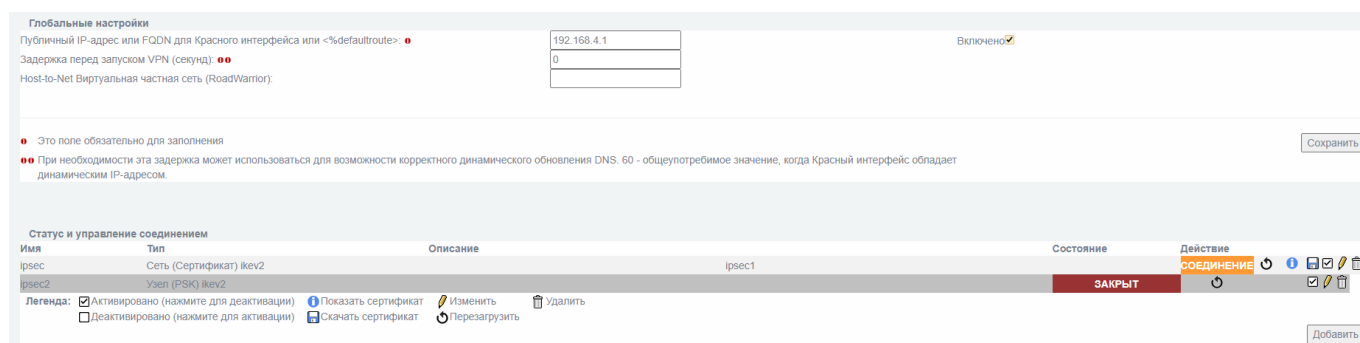 Глобальные настройки
Публичный IP-адрес или FQDN для Красного интерфейса или <%defaultroute>: 192.168.4.1 Включено
Задержка перед запуском VPN (секунд): 0
Host-to-Net Виртуальная частная сеть (RoadWarrior):
Это поле обязательно для заполнения
Сохранить
При необходимости эта задержка может использоваться для возможности корректного динамического обновления DNS. 60 - общеупотребимое значение, когда Красный интерфейс обладает
динамическим IP-адресом.
Статус и управление соединением
Имя Тип Описание Состояние Действие
ipsec Сеть (Сертификат) ikev2 ipsec1 СОЕДИНЕНИЕ
ipsec2 Узел (PSK) ikev2 ЗАКРЫТ
Легенда: Активировано (нажмите для деактивации) Показать сертификат Изменить Удалить
Деактивировано (нажмите для активации) Скачать сертификат Перезагрузить
Добавить